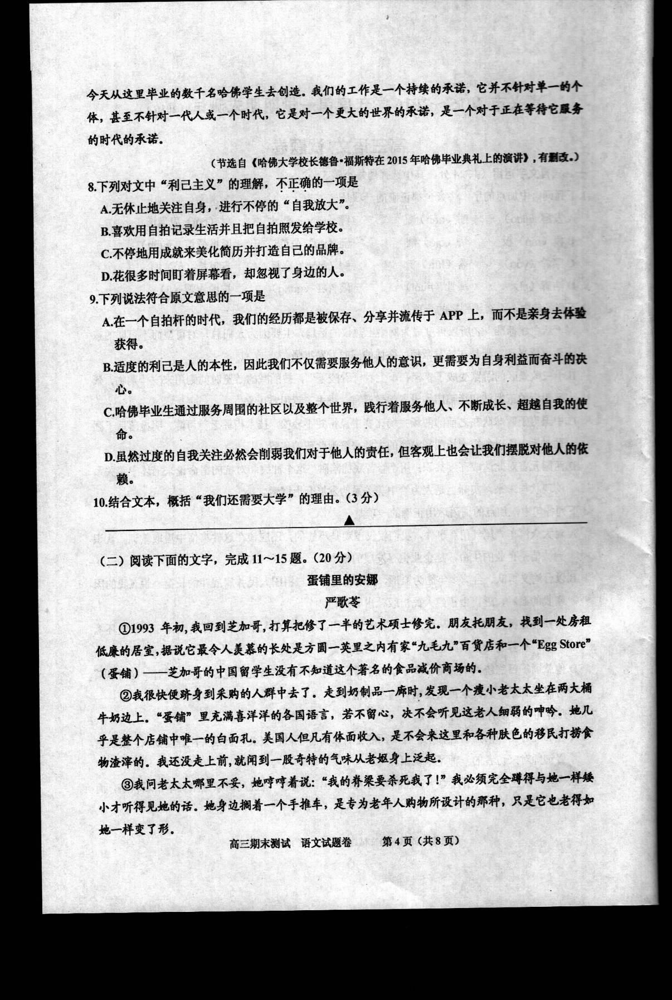 今天从这里毕业的数千名哈佛学生去创造。我们的工作是一个持续的承诺，它并不针对单一的个
体，甚至不针对一代人或一个时代，它是对一个更大的世界的承诺，是一个对于正在等待它服务
的时代的承诺。
（节选自《哈佛大学校长德鲁•福斯特在2015年哈佛毕业典礼上的演讲》,有删改。）
8.下列对文中“利己主义”的理解，不正确的一项是
A.无休止地关注自身，进行不停的“自我放大”。
B.喜欢用自拍记录生活并且把自拍照发给学校。
C.不停地用成就来美化简历并打造自己的品牌。
D.花很多时间盯着屏幕看，却忽视了身边的人。
9.下列说法符合原文意思的一项是
A.在一个自拍杆的时代，我们的经历都是被保存、分享并流传于 APP 上，而不是亲身去体验
获得。
B.适度的利己是人的本性，因此我们不仅需要服务他人的意识，更需要为自身利益而奋斗的决
心。
C.哈佛毕业生通过服务周围的社区以及整个世界，践行着服务他人、不断成长、超越自我的使
命。
D.虽然过度的自我关注必然会削弱我们对于他人的责任，但客观上也会让我们摆脱对他人的依
赖。
10.结合文本，概括“我们还需要大学”的理由。（3分）
▲
（二）阅读下面的文字，完成11～15题。（20分）
蛋铺里的安娜
严歌苓
①1993 年初,我回到芝加哥,打算把修了一半的艺术硕士修完。朋友托朋友，找到一处房租
低廉的居室,据说它最令人羡慕的长处是方圆一英里之内有家“九毛九”百货店和一个“Egg Store”
（蛋铺）——芝加哥的中国留学生没有不知道这个著名的食品减价商场的。
②我很快便跻身到采购的人群中去了。走到奶制品一廊时,发现一个瘦小老太太坐在两大桶
牛奶边上。“蛋铺”里充满喜洋洋的各国语言，若不留心，决不会听见这老人细弱的呻吟。她几
乎是整个店铺中唯一的白面孔。美国人但凡有体面收入，是不会来这里和各种肤色的移民打捞食
物渣滓的。我还没走上前,就闻到一股奇特的气味从老妪身上泛起。
③我问老太太哪里不妥，她哼哼着说：“我的脊梁要杀死我了！”我必须完全蹲得与她一样矮
小才听得见她的话。她身边搁着一个手推车，是专为老年人购物所设计的那种，只是它也老得如
她一样变了形。
高三期末测试 语文试题卷 第4页（共8页）